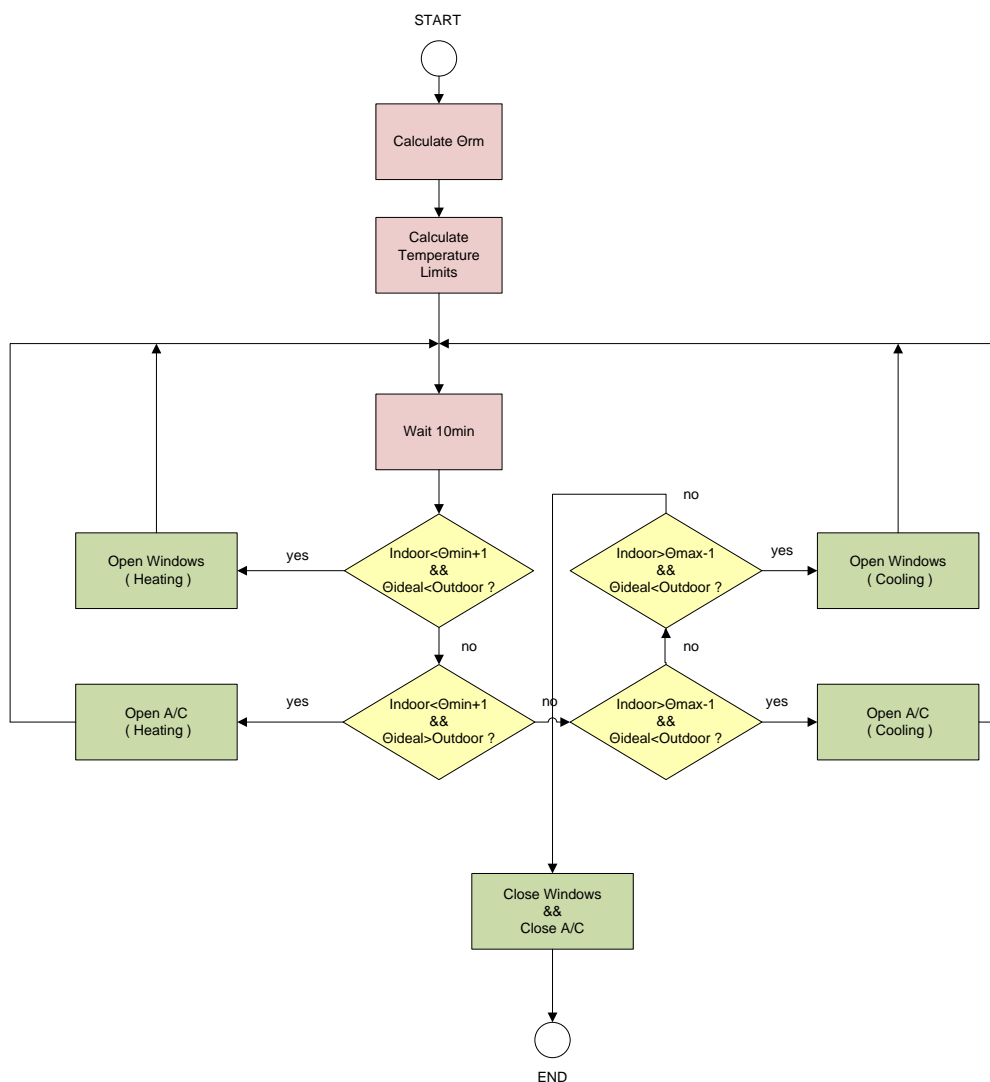 START
Calculate Θrm
Calculate
Temperature
Limits
Wait 10min
no
Indoor<Θmin+1
&&
Θideal<Outdoor ?
yes
Open Windows
( Heating )
Indoor>Θmax-1
&&
Θideal<Outdoor ?
yes
Open Windows
( Cooling )
no
no
Indoor<Θmin+1
&&
Θideal>Outdoor ?
yes
Open A/C
( Heating )
no
Indoor>Θmax-1
&&
Θideal<Outdoor ?
yes
Open A/C
( Cooling )
Close Windows
&&
Close A/C
END